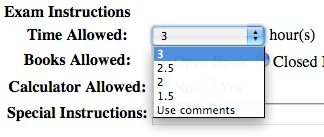 Exam Instructions
Time Allowed: 3 hour(s)
3
2.5
2
1.5
Use comments
Books Allowed: Closed
Calculator Allowed: No Yes
Special Instructions: